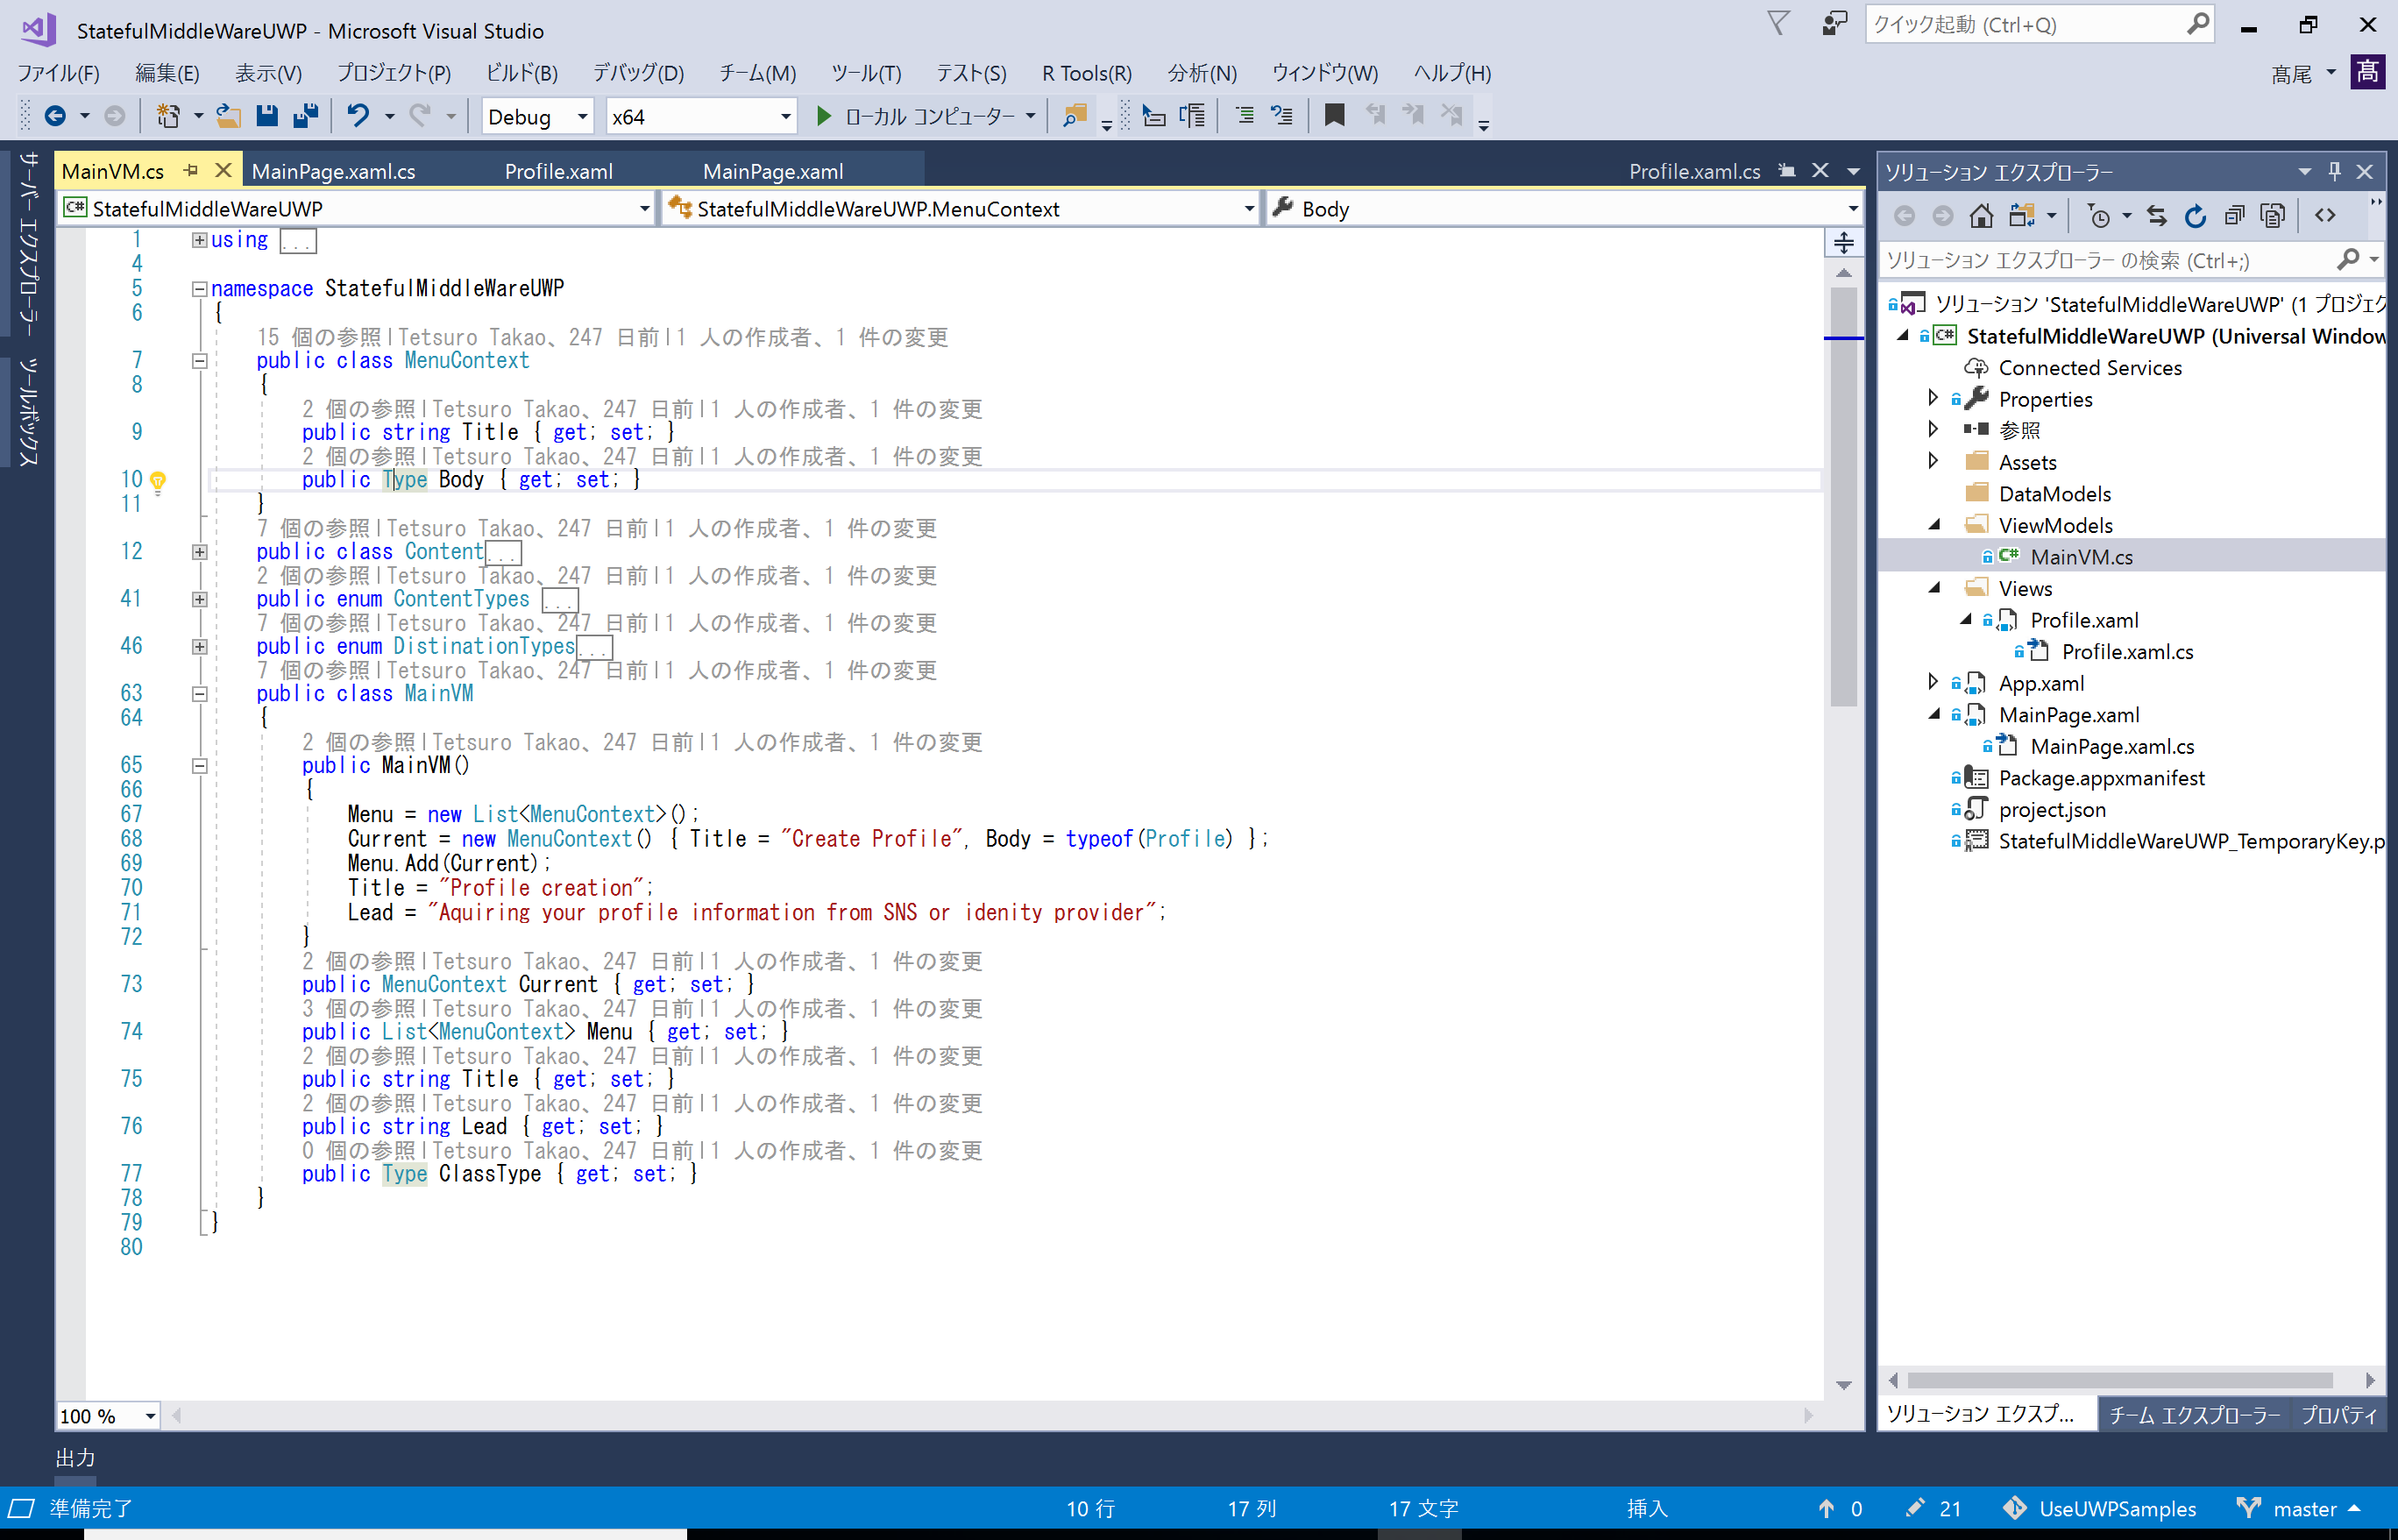 StatefulMiddleWareUWP - Microsoft Visual Studio
クイック起動 (Ctrl+Q)
ファイル(F) 編集(E) 表示(V) プロジェクト(P) ビルド(B) デバッグ(D) チーム(M) ツール(T) テスト(S) R Tools(R) 分析(N) ウィンドウ(W) ヘルプ(H)
髙尾 髙
Debug x64 ローカル コンピューター
サーバー エクスプローラー
ツールボックス
MainVM.cs MainPage.xaml.cs Profile.xaml MainPage.xaml Profile.xaml.cs
StatefulMiddleWareUWP StatefulMiddleWareUWP.MenuContext Body
1 using ...
4
5 namespace StatefulMiddleWareUWP
6 {
15 個の参照|Tetsuro Takao、247 日前|1 人の作成者、1 件の変更
7 public class MenuContext
8 {
2 個の参照|Tetsuro Takao、247 日前|1 人の作成者、1 件の変更
9 public string Title { get; set; }
2 個の参照|Tetsuro Takao、247 日前|1 人の作成者、1 件の変更
10 public Type Body { get; set; }
11 }
7 個の参照|Tetsuro Takao、247 日前|1 人の作成者、1 件の変更
12 public class Content...
2 個の参照|Tetsuro Takao、247 日前|1 人の作成者、1 件の変更
41 public enum ContentTypes ...
7 個の参照|Tetsuro Takao、247 日前|1 人の作成者、1 件の変更
46 public enum DistinationTypes...
7 個の参照|Tetsuro Takao、247 日前|1 人の作成者、1 件の変更
63 public class MainVM
64 {
2 個の参照|Tetsuro Takao、247 日前|1 人の作成者、1 件の変更
65 public MainVM()
66 {
67 Menu = new List<MenuContext>();
68 Current = new MenuContext() { Title = "Create Profile", Body = typeof(Profile) };
69 Menu.Add(Current);
70 Title = "Profile creation";
71 Lead = "Aquiring your profile information from SNS or idenity provider";
72 }
2 個の参照|Tetsuro Takao、247 日前|1 人の作成者、1 件の変更
73 public MenuContext Current { get; set; }
3 個の参照|Tetsuro Takao、247 日前|1 人の作成者、1 件の変更
74 public List<MenuContext> Menu { get; set; }
2 個の参照|Tetsuro Takao、247 日前|1 人の作成者、1 件の変更
75 public string Title { get; set; }
2 個の参照|Tetsuro Takao、247 日前|1 人の作成者、1 件の変更
76 public string Lead { get; set; }
0 個の参照|Tetsuro Takao、247 日前|1 人の作成者、1 件の変更
77 public Type ClassType { get; set; }
78 }
79 }
80
100 %
ソリューション エクスプローラー
ソリューション エクスプローラー の検索 (Ctrl+;)
ソリューション 'StatefulMiddleWareUWP' (1 プロジェク
C# StatefulMiddleWareUWP (Universal Window
Connected Services
Properties
参照
Assets
DataModels
ViewModels
C# MainVM.cs
Views
Profile.xaml
Profile.xaml.cs
App.xaml
MainPage.xaml
MainPage.xaml.cs
Package.appxmanifest
project.json
StatefulMiddleWareUWP_TemporaryKey.p
ソリューション エクスプ... チーム エクスプローラー プロパティ
出力
準備完了 10 行 17 列 17 文字 挿入 0 21 UseUWPSamples master